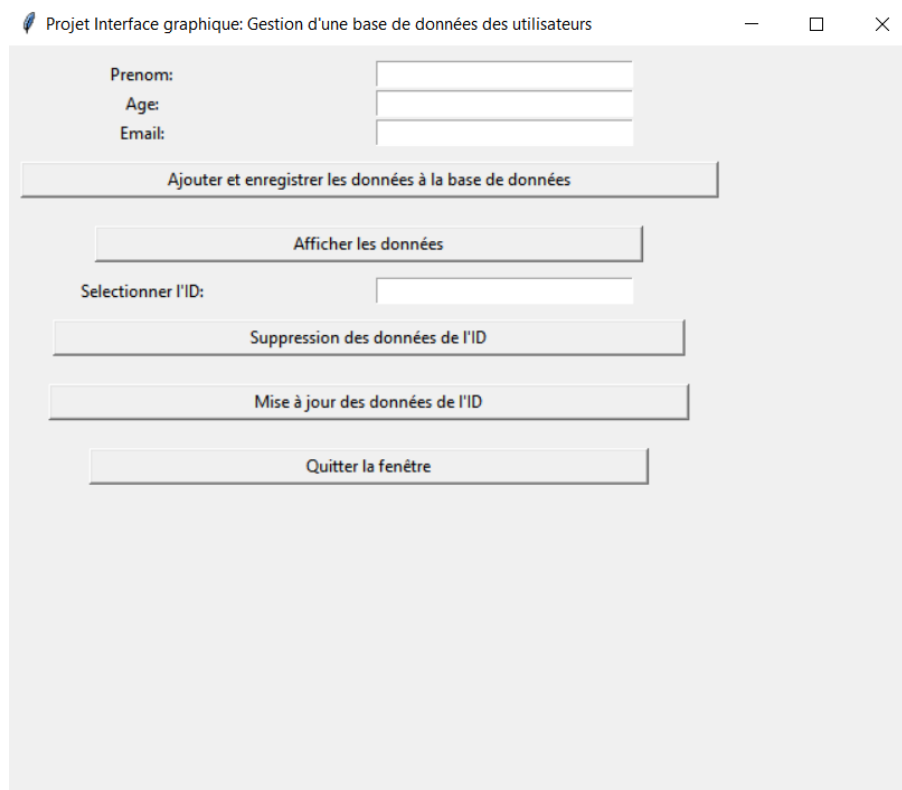 Projet Interface graphique: Gestion d'une base de données des utilisateurs
Prenom:
Age:
Email:
Ajouter et enregistrer les données à la base de données
Afficher les données
Selectionner l'ID:
Suppression des données de l'ID
Mise à jour des données de l'ID
Quitter la fenêtre